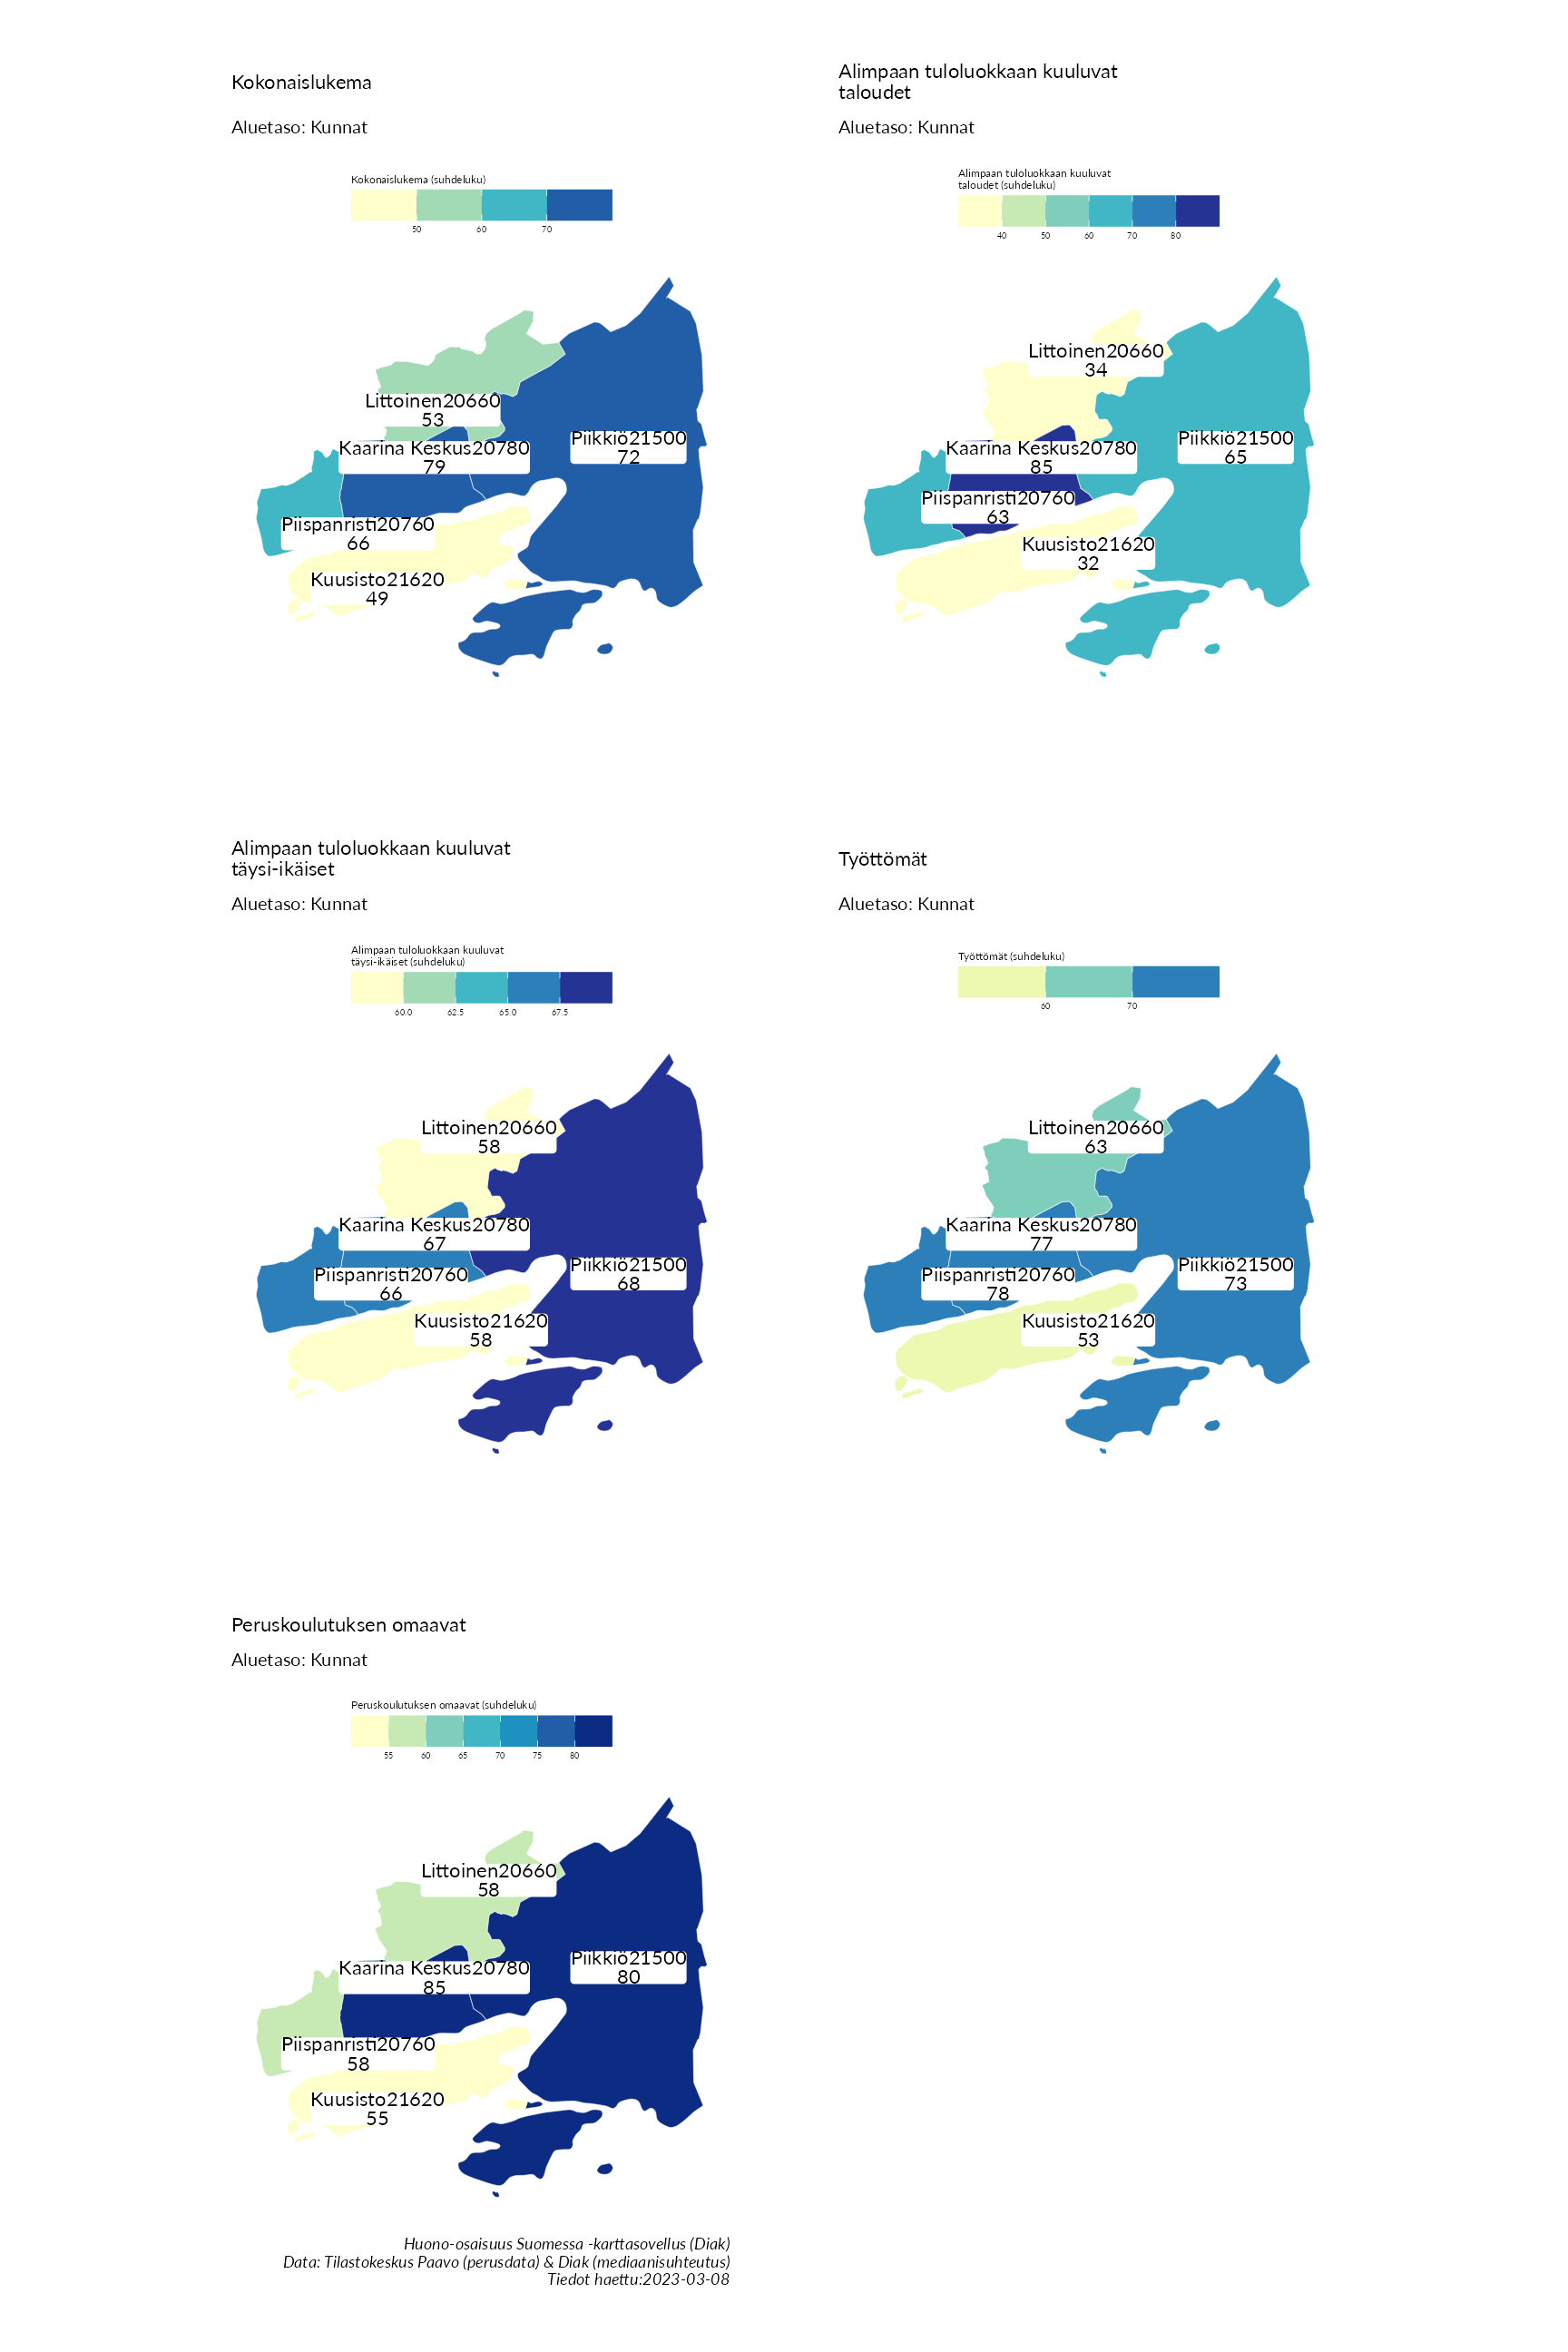 Kokonaislukema
Aluetaso: Kunnat
Kokonaislukema (suhdeluku)
50 60 70
Littoinen20660
53
Kaarina Keskus20780
79
Piikkiö21500
72
Piispanristi20760
66
Kuusisto21620
49
Alimpaan tuloluokkaan kuuluvat
taloudet
Aluetaso: Kunnat
Alimpaan tuloluokkaan kuuluvat
taloudet (suhdeluku)
40 50 60 70 80
Littoinen20660
34
Kaarina Keskus20780
85
Piikkiö21500
65
Piispanristi20760
63
Kuusisto21620
32
Alimpaan tuloluokkaan kuuluvat
täysi-ikäiset
Aluetaso: Kunnat
Alimpaan tuloluokkaan kuuluvat
täysi-ikäiset (suhdeluku)
60.0 62.5 65.0 67.5
Littoinen20660
58
Kaarina Keskus20780
67
Piikkiö21500
68
Piispanristi20760
66
Kuusisto21620
58
Työttömät
Aluetaso: Kunnat
Työttömät (suhdeluku)
60 70
Littoinen20660
63
Kaarina Keskus20780
77
Piikkiö21500
73
Piispanristi20760
78
Kuusisto21620
53
Peruskoulutuksen omaavat
Aluetaso: Kunnat
Peruskoulutuksen omaavat (suhdeluku)
55 60 65 70 75 80
Littoinen20660
58
Kaarina Keskus20780
85
Piikkiö21500
80
Piispanristi20760
58
Kuusisto21620
55
Huono-osaisuus Suomessa -karttasovellus (Diak)
Data: Tilastokeskus Paavo (perusdata) & Diak (mediaanisuhteutus)
Tiedot haettu:2023-03-08